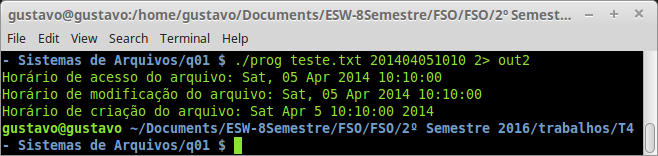 gustavo@gustavo:/home/gustavo/Documents/ESW-8Semestre/FSO/FSO/2º Semest...
File Edit View Search Terminal Help
- Sistemas de Arquivos/q01 $ ./prog teste.txt 201404051010 2> out2
Horário de acesso do arquivo: Sat, 05 Apr 2014 10:10:00
Horário de modificação do arquivo: Sat, 05 Apr 2014 10:10:00
Horário de criação do arquivo: Sat Apr 5 10:10:00 2014
gustavo@gustavo ~/Documents/ESW-8Semestre/FSO/FSO/2º Semestre 2016/trabalhos/T4
- Sistemas de Arquivos/q01 $